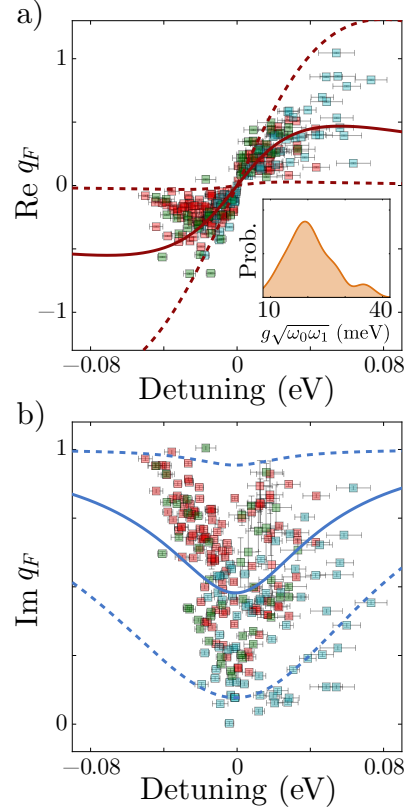 a)
1
0
−1
Re q_F
Prob.
10
40
g√ω₀ω₁ (meV)
−0.08
0
0.08
Detuning (eV)
b)
1
0
Im q_F
−0.08
0
0.08
Detuning (eV)